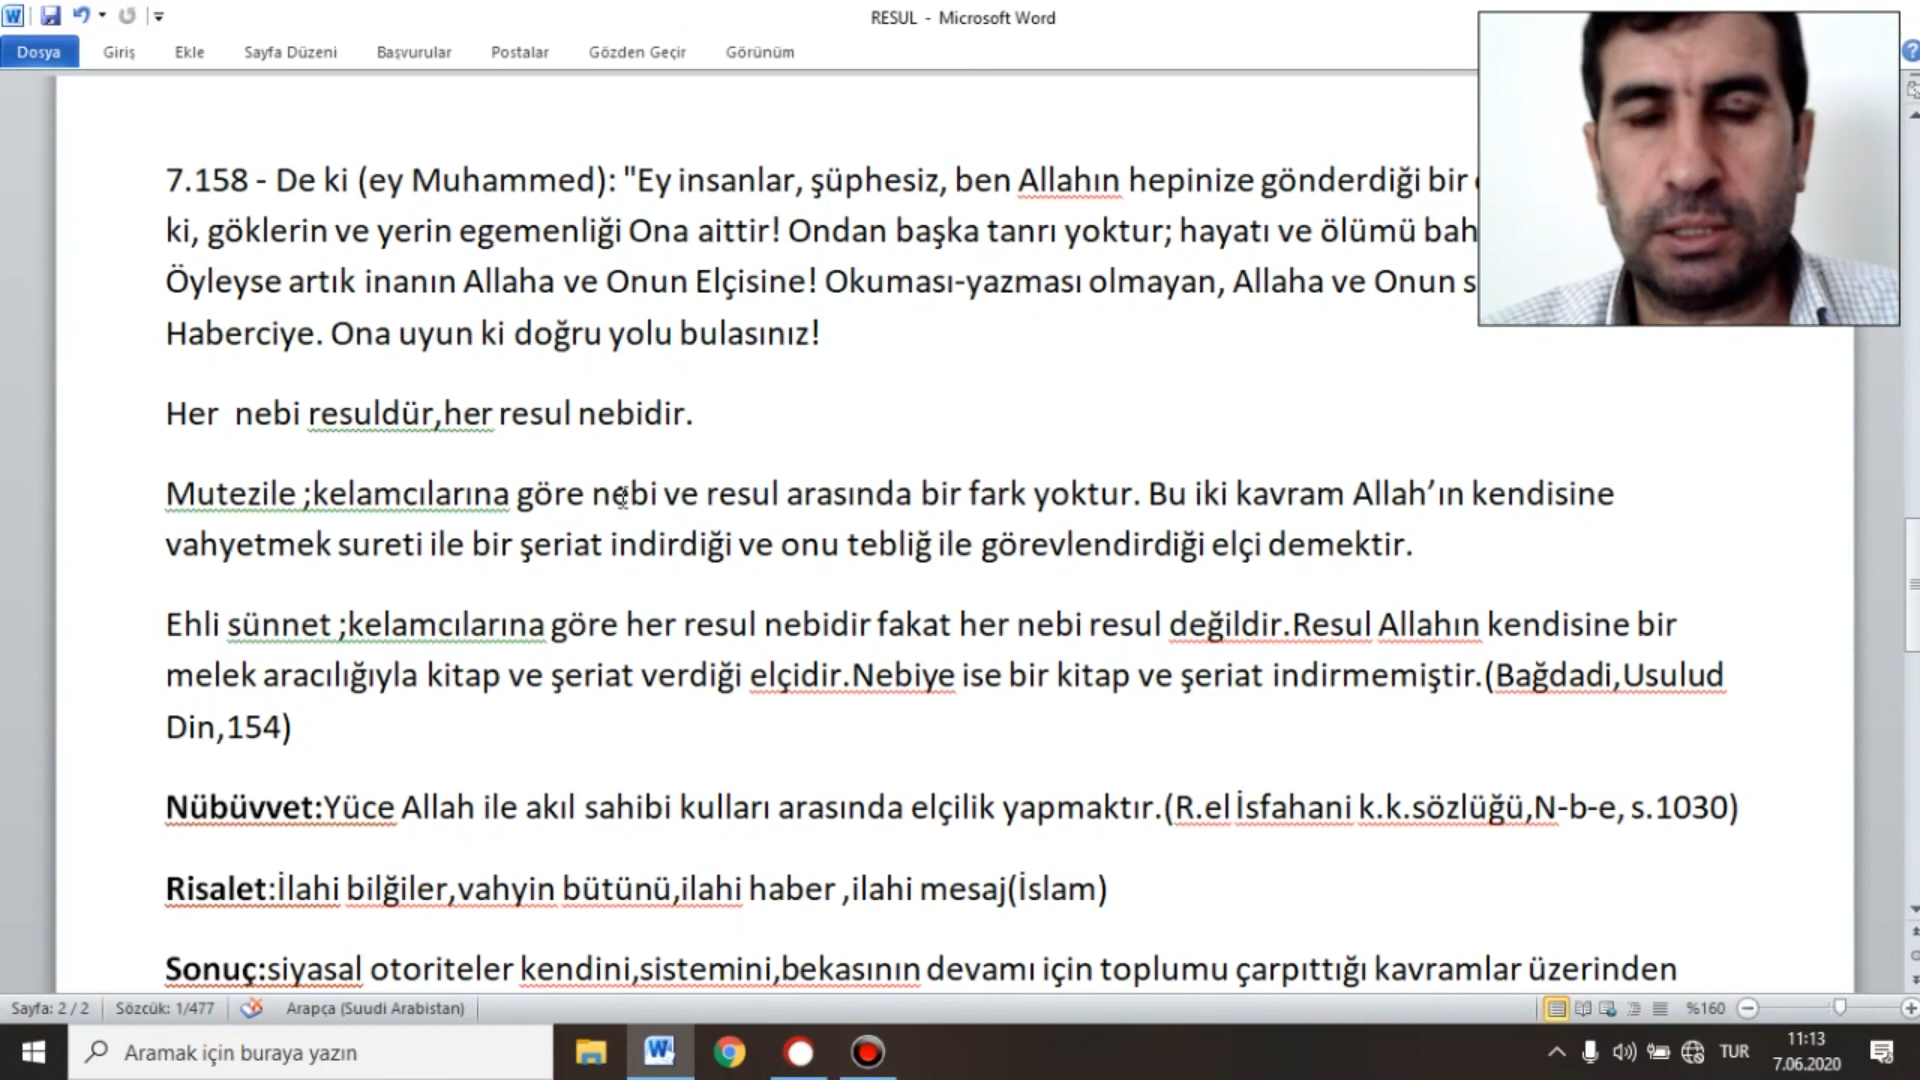 RESUL - Microsoft Word
Dosya Giriş Ekle Sayfa Düzeni Başvurular Postalar Gözden Geçir Görünüm
7.158 - De ki (ey Muhammed): "Ey insanlar, şüphesiz, ben Allahın hepinize gönderdiği bir
ki, göklerin ve yerin egemenliği Ona aittir! Ondan başka tanrı yoktur; hayatı ve ölümü bah
Öyleyse artık inanın Allaha ve Onun Elçisine! Okuması-yazması olmayan, Allaha ve Onun s
Haberciye. Ona uyun ki doğru yolu bulasınız!
Her nebi resuldür,her resul nebidir.
Mutezile ;kelamcılarına göre nebi ve resul arasında bir fark yoktur. Bu iki kavram Allah’ın kendisine
vahyetmek sureti ile bir şeriat indirdiği ve onu tebliğ ile görevlendirdiği elçi demektir.
Ehli sünnet ;kelamcılarına göre her resul nebidir fakat her nebi resul değildir.Resul Allahın kendisine bir
melek aracılığıyla kitap ve şeriat verdiği elçidir.Nebiye ise bir kitap ve şeriat indirmemiştir.(Bağdadi,Usulud
Din,154)
Nübüvvet:Yüce Allah ile akıl sahibi kulları arasında elçilik yapmaktır.(R.el İsfahani k.k.sözlüğü,N-b-e, s.1030)
Risalet:İlahi bilğiler,vahyin bütünü,ilahi haber ,ilahi mesaj(İslam)
Sonuç:siyasal otoriteler kendini,sistemini,bekasının devamı için toplumu çarpıttığı kavramlar üzerinden
Sayfa: 2 / 2 Sözcük: 1/477 Arapça (Suudi Arabistan) %160
Aramak için buraya yazın
TUR
11:13
7.06.2020